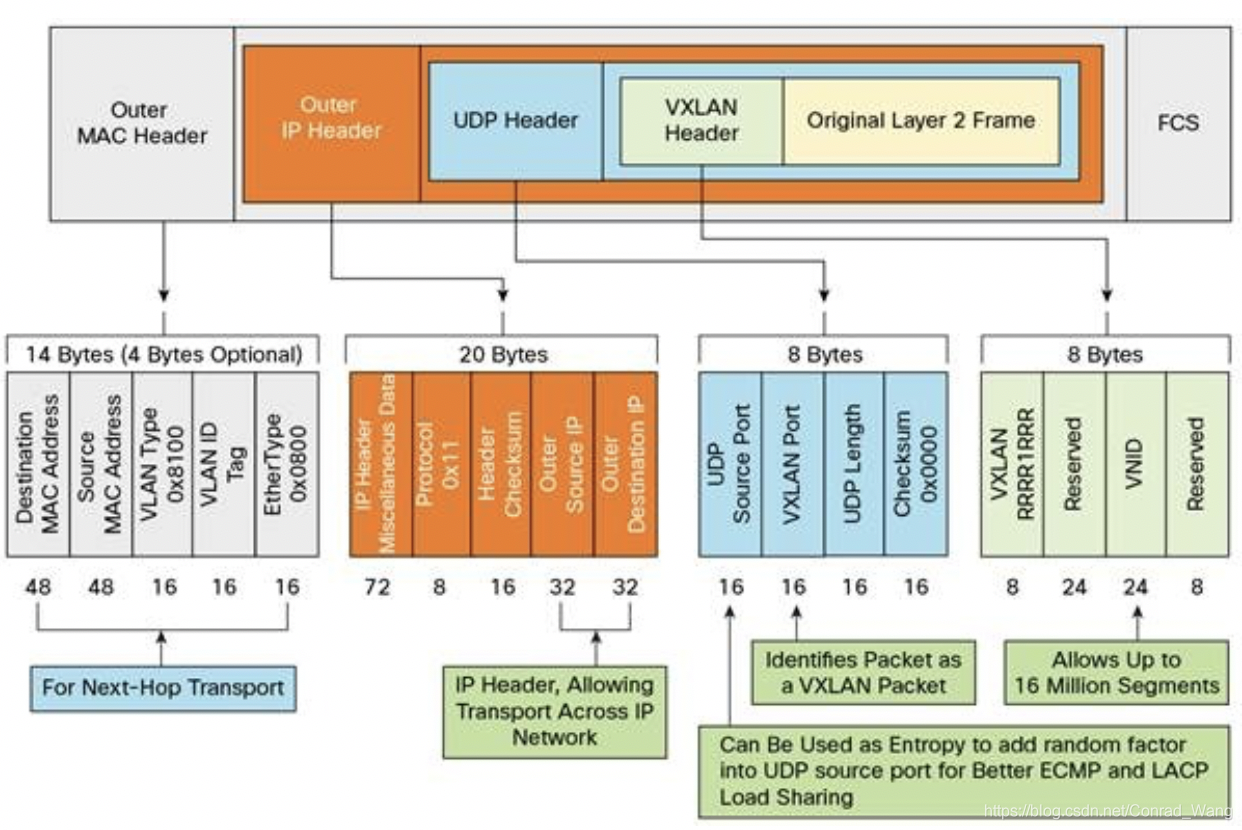 Outer
MAC Header
Outer
IP Header
UDP Header
VXLAN
Header
Original Layer 2 Frame
FCS
14 Bytes (4 Bytes Optional)
Destination
MAC Address
Source
MAC Address
VLAN Type
0x8100
VLAN ID
Tag
EtherType
0x0800
48
48
16
16
16
For Next-Hop Transport
20 Bytes
IP Header
Miscellaneous Data
Protocol
0x11
Header
Checksum
Outer
Source IP
Outer
Destination IP
72
8
16
32
32
IP Header, Allowing
Transport Across IP
Network
8 Bytes
UDP
Source Port
VXLAN Port
UDP Length
Checksum
0x0000
16
16
16
16
Identifies Packet as
a VXLAN Packet
Can Be Used as Entropy to add random factor
into UDP source port for Better ECMP and LACP
Load Sharing
8 Bytes
VXLAN
RRRR1RRR
Reserved
VNID
Reserved
8
24
24
8
Allows Up to
16 Million Segments
https://blog.csdn.net/Conrad_Wang